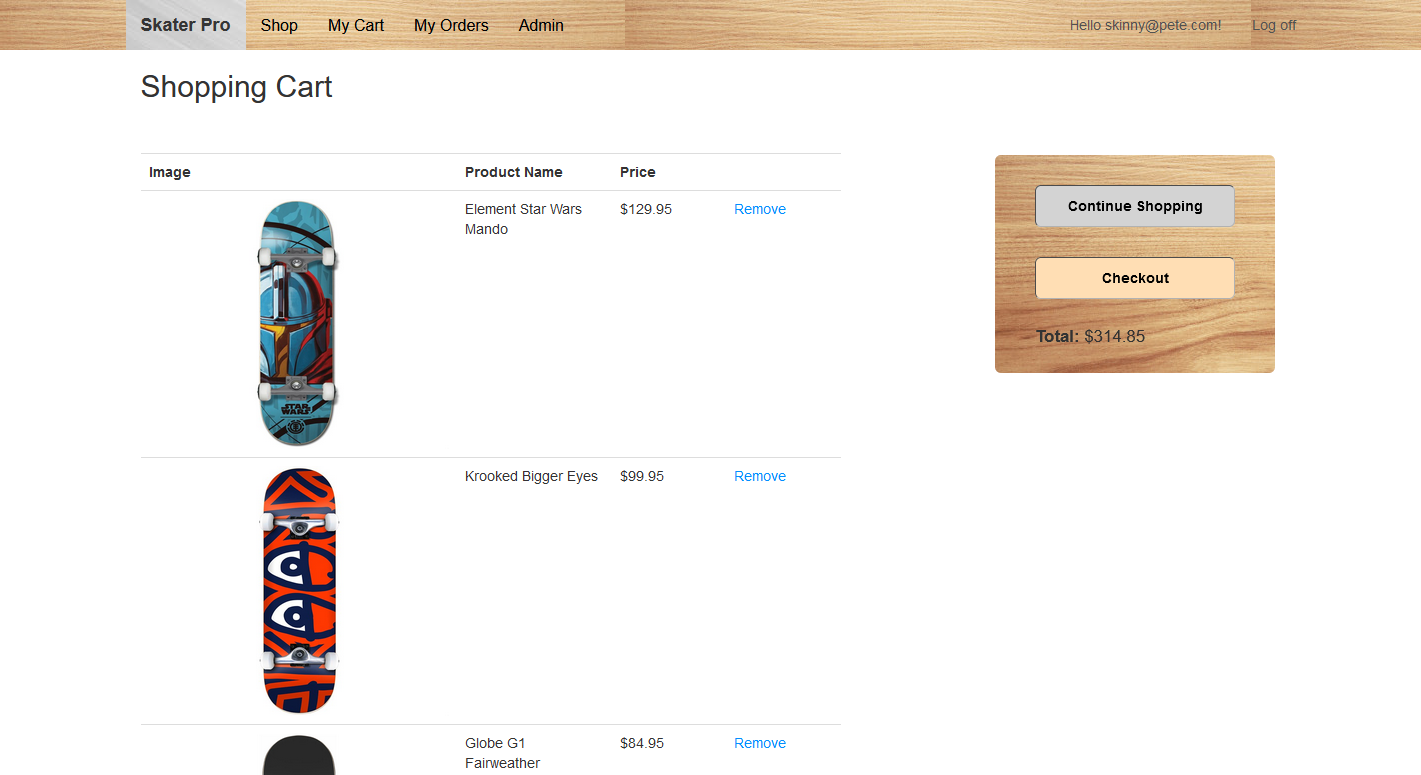 Skater Pro Shop My Cart My Orders Admin Hello skinny@pete.com! Log off
Shopping Cart
Image Product Name Price
Element Star Wars $129.95 Remove
Mando
STAR
WARS
Krooked Bigger Eyes $99.95 Remove
Globe G1 $84.95 Remove
Fairweather
Continue Shopping
Checkout
Total: $314.85